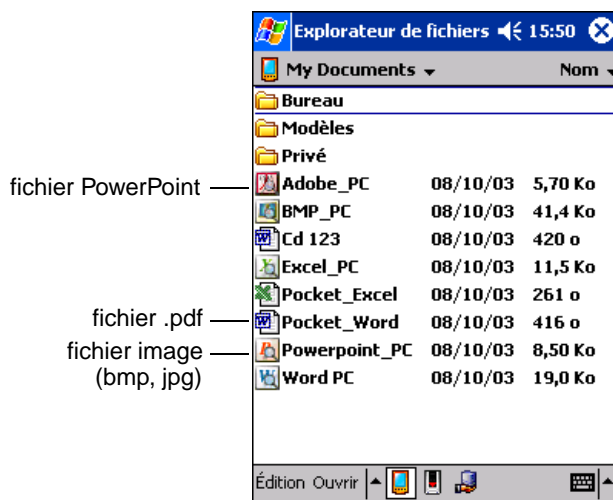 Explorateur de fichiers 15:50
My Documents Nom
Bureau
Modèles
Privé
fichier PowerPoint Adobe_PC 08/10/03 5,70 Ko
BMP_PC 08/10/03 41,4 Ko
Cd 123 08/10/03 420 o
Excel_PC 08/10/03 11,5 Ko
Pocket_Excel 08/10/03 261 o
fichier .pdf Pocket_Word 08/10/03 416 o
fichier image Powerpoint_PC 08/10/03 8,50 Ko
(bmp, jpg) Word PC 08/10/03 19,0 Ko
Édition Ouvrir